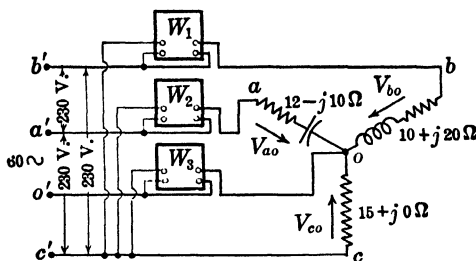 W₁
b′
b
230 V.
W₂
a
12−j10Ω
V_bo
a′
V_ao
10+j20Ω
60 ~
230 V.
230 V.
W₃
o
o′
V_co
15+j0Ω
c′
c